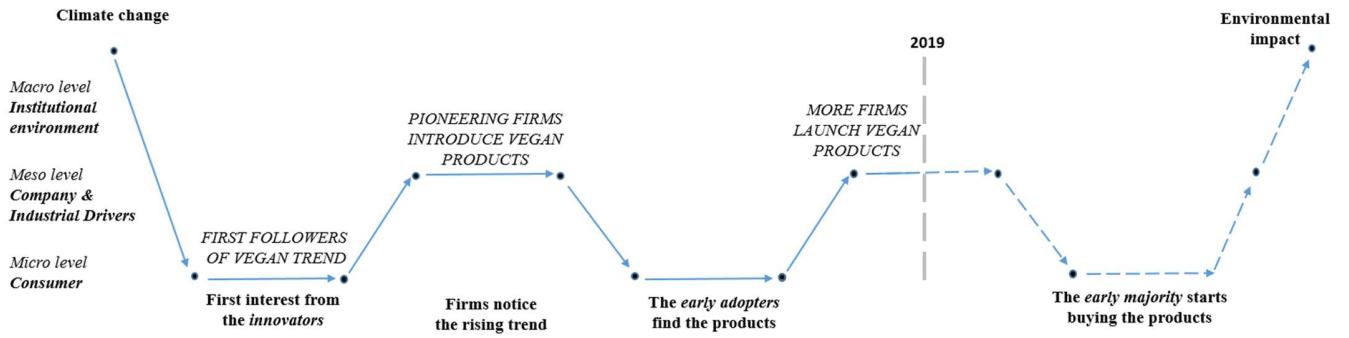 Climate change
Environmental
impact
2019
Macro level
Institutional
environment
PIONEERING FIRMS
INTRODUCE VEGAN
PRODUCTS
MORE FIRMS
LAUNCH VEGAN
PRODUCTS
Meso level
Company &
Industrial Drivers
FIRST FOLLOWERS
OF VEGAN TREND
Micro level
Consumer
First interest from
the innovators
Firms notice
the rising trend
The early adopters
find the products
The early majority starts
buying the products